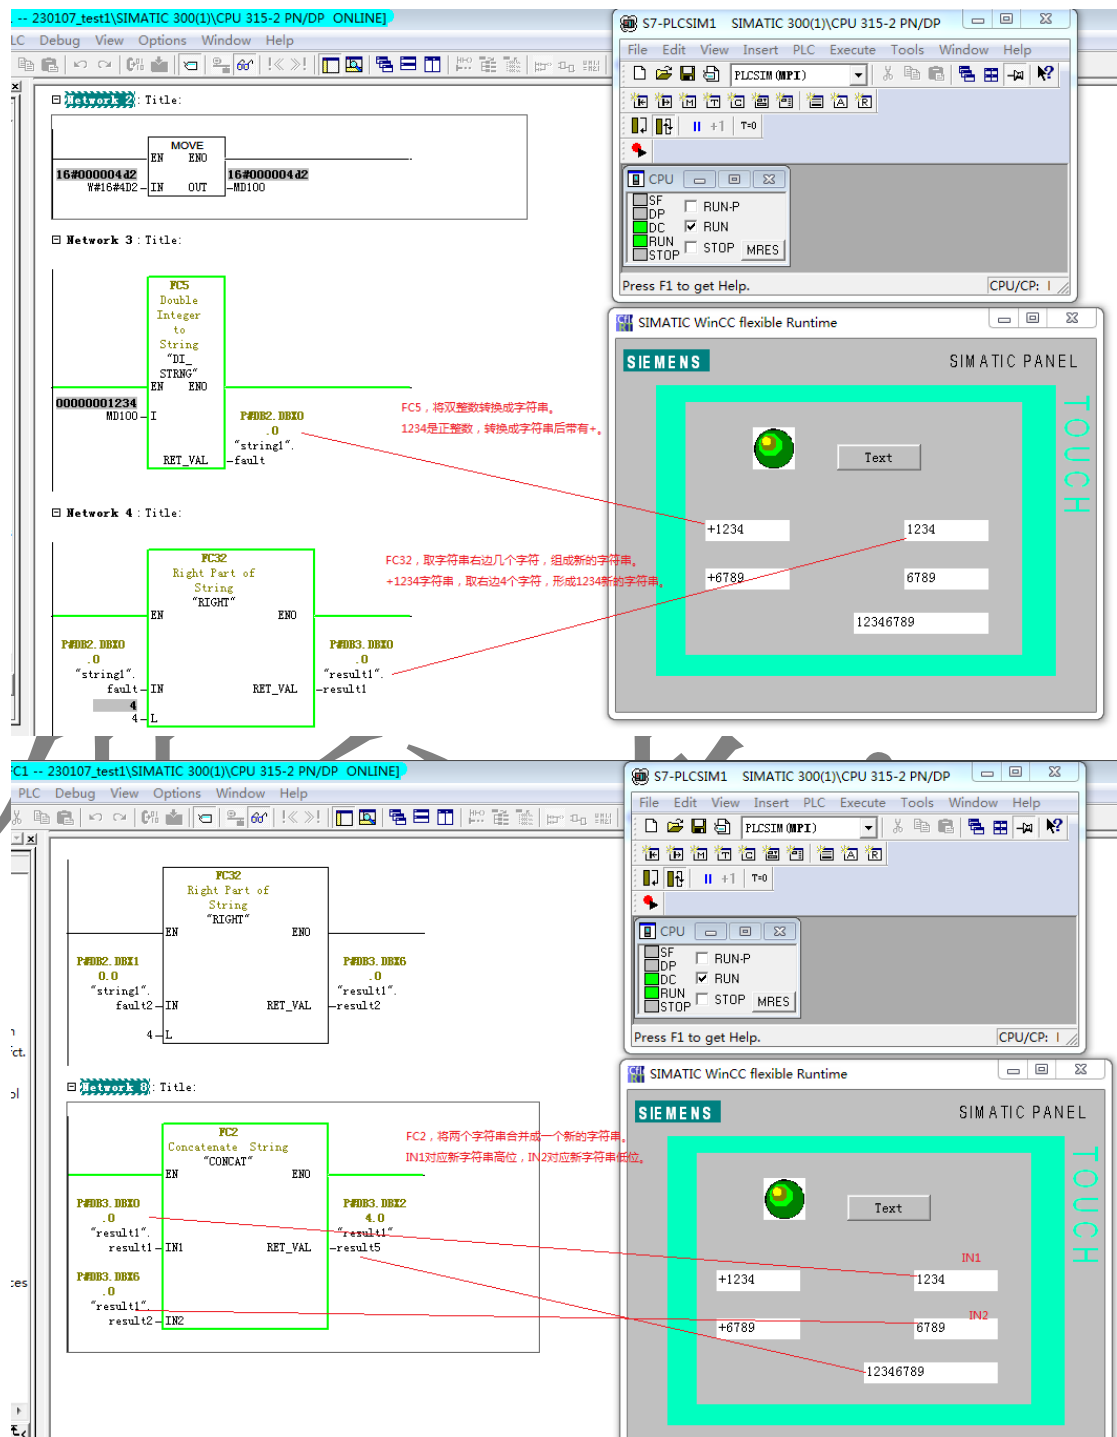 -- 230107_test1\SIMATIC 300(1)\CPU 315-2 PN/DP  ONLINE]
LC  Debug  View  Options  Window  Help
Network 2: Title:
MOVE
EN  ENO
16#000004d2  16#000004d2
W#16#4D2  IN  OUT  MD100
Network 3: Title:
FC5
Double
Integer
to
String
"DI_
STRNG"
EN  ENO
00000001234
MD100  I
P#DB2.DBX0
.0
"string1".
RET_VAL  fault
FC5，将双整数转换成字符串。
1234是正整数，转换成字符串后带有+。
Network 4: Title:
FC32
Right Part of
String
"RIGHT"
EN  ENO
P#DB2.DBX0  P#DB3.DBX0
.0  .0
"string1".  "result1".
fault  IN  RET_VAL  result1
4
4  L
FC32，取字符串右边几个字符，组成新的字符串。
+1234字符串，取右边4个字符，形成1234新的字符串。
S7-PLCSIM1  SIMATIC 300(1)\CPU 315-2 PN/DP
File  Edit  View  Insert  PLC  Execute  Tools  Window  Help
PLCSIM(MPI)
+1  T=0
CPU
SF
DP
DC
RUN
STOP
RUN-P
RUN
STOP  MRES
Press F1 to get Help.  CPU/CP:
SIMATIC WinCC flexible Runtime
SIEMENS  SIMATIC PANEL
TOUCH
Text
+1234  1234
+6789  6789
12346789
FC1 -- 230107_test1\SIMATIC 300(1)\CPU 315-2 PN/DP  ONLINE]
PLC  Debug  View  Options  Window  Help
FC32
Right Part of
String
"RIGHT"
EN  ENO
P#DB2.DBX1  P#DB3.DBX6
0.0  .0
"string1".  "result1".
fault2  IN  RET_VAL  result2
4  L
Network 8: Title:
FC2
Concatenate String
"CONCAT"
EN  ENO
P#DB3.DBX0  P#DB3.DBX2
.0  4.0
"result1".  "result1".
result1  IN1  RET_VAL  result5
P#DB3.DBX6
.0
"result1".
result2  IN2
FC2，将两个字符串合并成一个新的字符串。
IN1对应新字符串高位，IN2对应新字符串低位。
S7-PLCSIM1  SIMATIC 300(1)\CPU 315-2 PN/DP
File  Edit  View  Insert  PLC  Execute  Tools  Window  Help
PLCSIM(MPI)
+1  T=0
CPU
SF
DP
DC
RUN
STOP
RUN-P
RUN
STOP  MRES
Press F1 to get Help.  CPU/CP:
SIMATIC WinCC flexible Runtime
SIEMENS  SIMATIC PANEL
TOUCH
Text
IN1
+1234  1234
IN2
+6789  6789
12346789